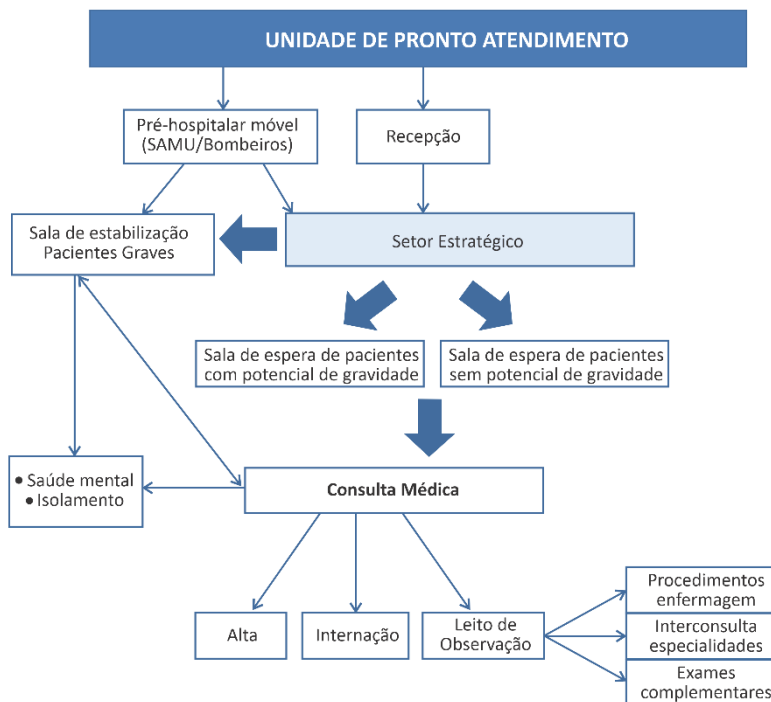 UNIDADE DE PRONTO ATENDIMENTO
Pré-hospitalar móvel
(SAMU/Bombeiros)
Recepção
Sala de estabilização
Pacientes Graves
Setor Estratégico
Sala de espera de pacientes
com potencial de gravidade
Sala de espera de pacientes
sem potencial de gravidade
• Saúde mental
• Isolamento
Consulta Médica
Alta
Internação
Leito de
Observação
Procedimentos
enfermagem
Interconsulta
especialidades
Exames
complementares